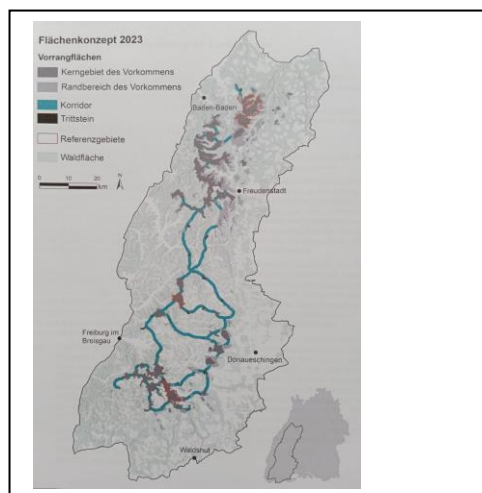 Flächenkonzept 2023
Vorrangflächen
Kerngebiet des Vorkommens
Randbereich des Vorkommens
Korridor
Trittstein
Referenzgebiete
Waldfläche
0 10 20
km
N
Baden-Baden
Freudenstadt
Freiburg im
Breisgau
Donaueschingen
Waldshut